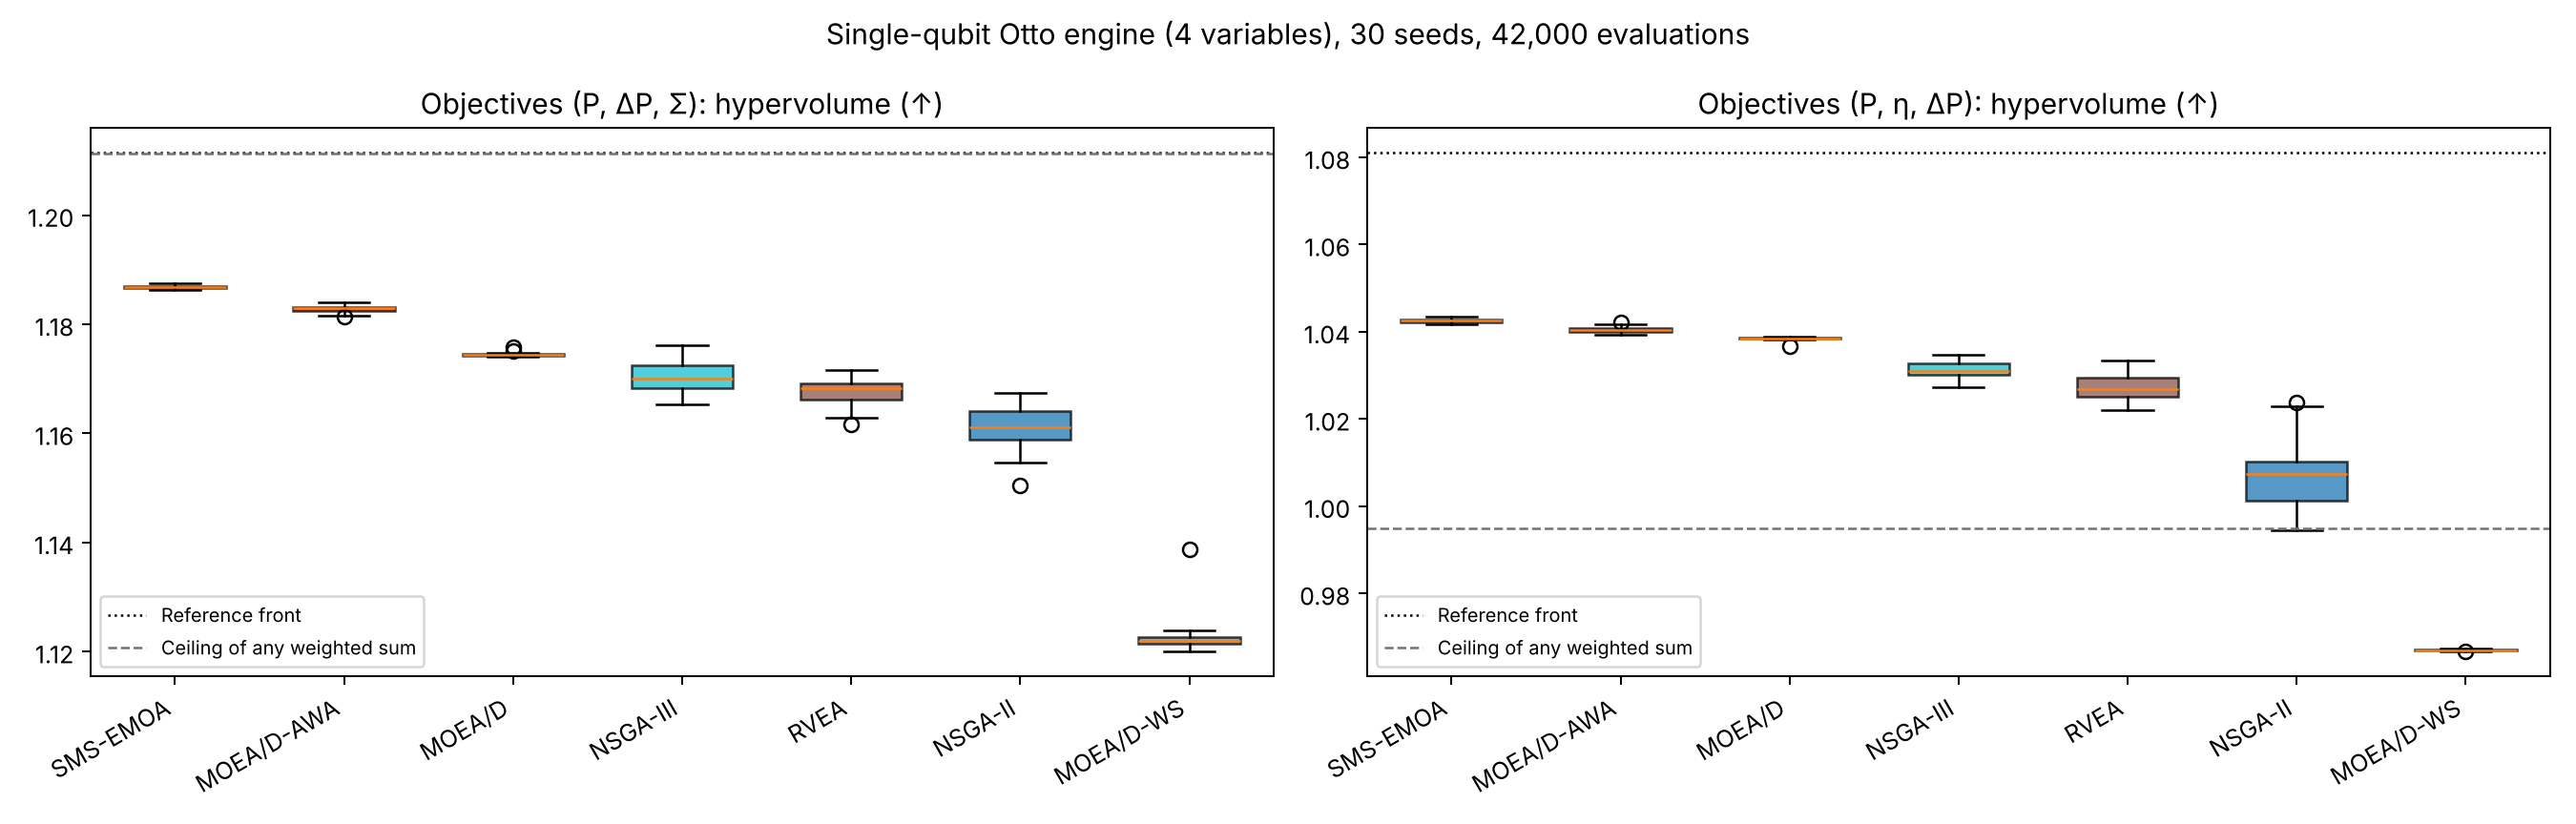 Single-qubit Otto engine (4 variables), 30 seeds, 42,000 evaluations
Objectives (P, ΔP, Σ): hypervolume (↑)
1.20
1.18
1.16
1.14
1.12
Reference front
Ceiling of any weighted sum
SMS-EMOA
MOEA/D-AWA
MOEA/D
NSGA-III
RVEA
NSGA-II
MOEA/D-WS
Objectives (P, η, ΔP): hypervolume (↑)
1.08
1.06
1.04
1.02
1.00
0.98
Reference front
Ceiling of any weighted sum
SMS-EMOA
MOEA/D-AWA
MOEA/D
NSGA-III
RVEA
NSGA-II
MOEA/D-WS